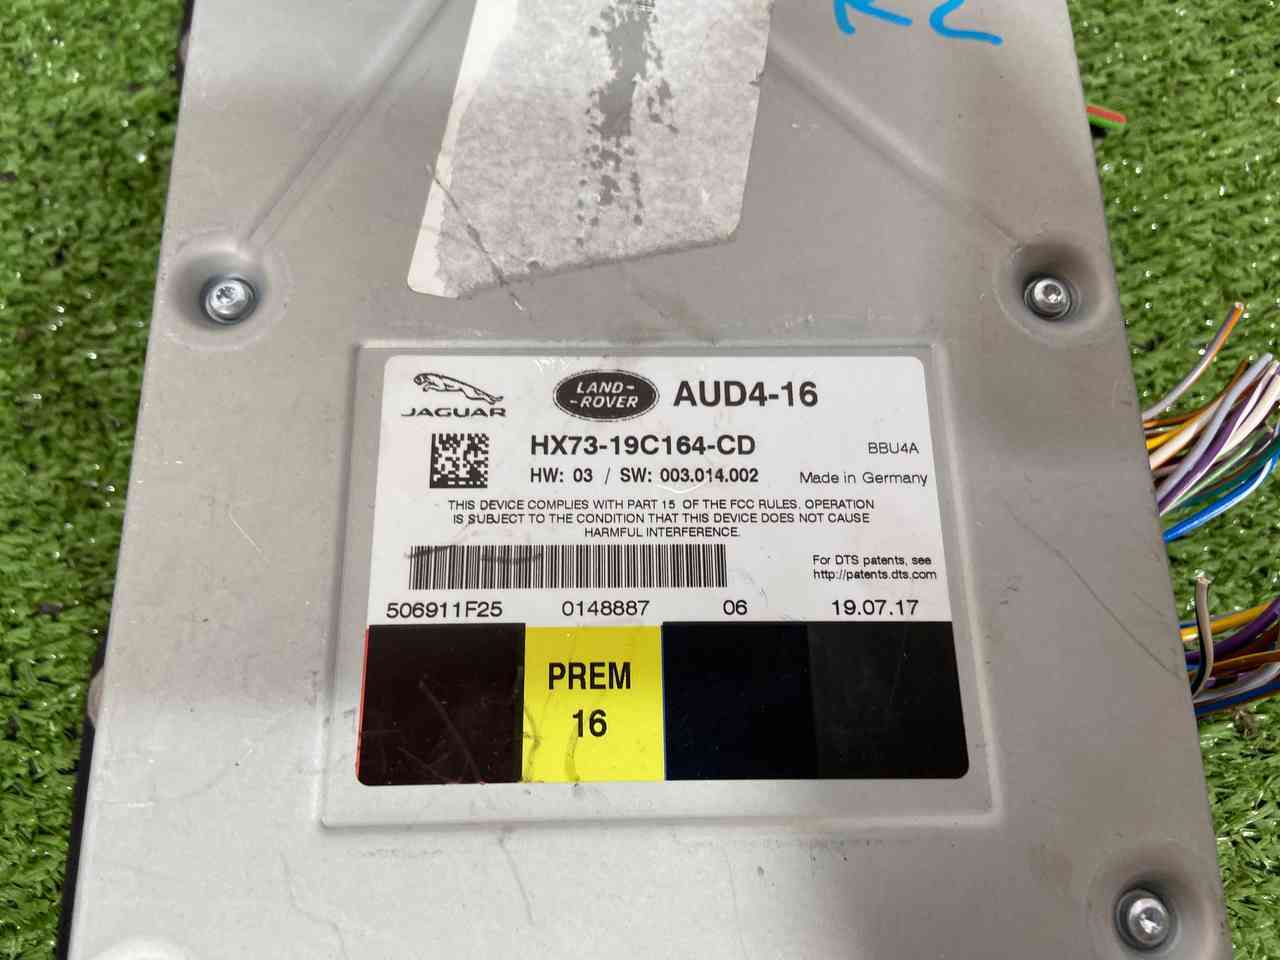 JAGUAR
LAND-
-ROVER
AUD4-16
HX73-19C164-CD
BBU4A
HW: 03 / SW: 003.014.002
Made in Germany
THIS DEVICE COMPLIES WITH PART 15 OF THE FCC RULES. OPERATION
IS SUBJECT TO THE CONDITION THAT THIS DEVICE DOES NOT CAUSE
HARMFUL INTERFERENCE.
For DTS patents, see
http://patents.dts.com
506911F25 0148887 06 19.07.17
PREM
16